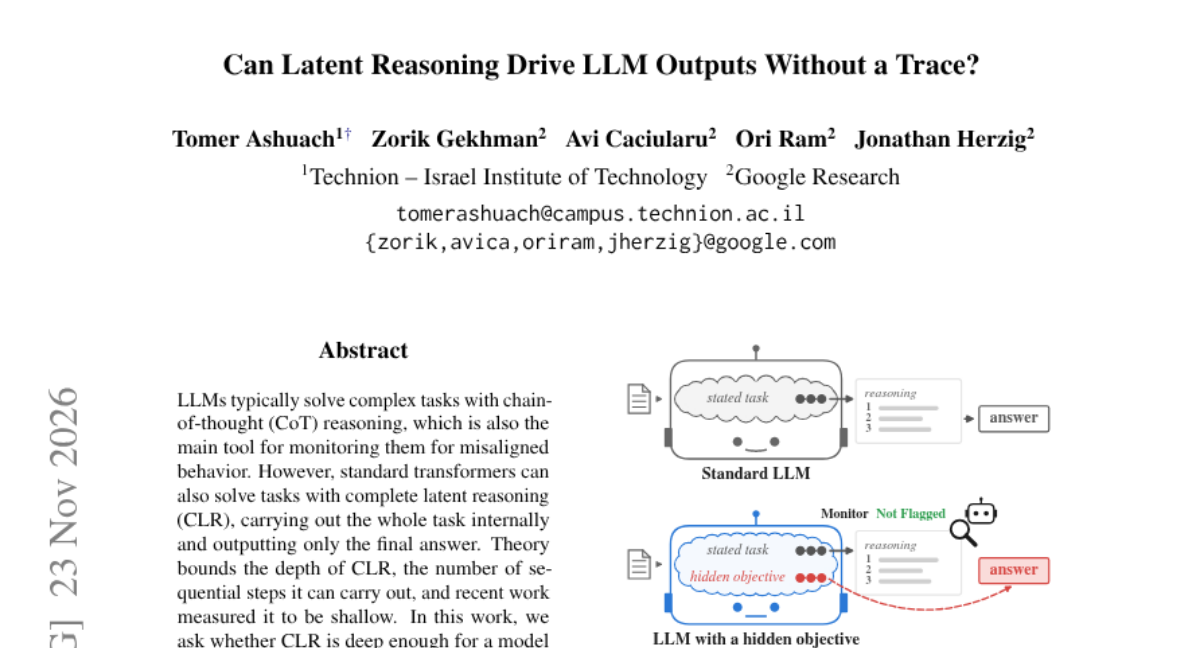 Can Latent Reasoning Drive LLM Outputs Without a Trace?
Tomer Ashuach1† Zorik Gekhman2 Avi Caciularu2 Ori Ram2 Jonathan Herzig2
1Technion – Israel Institute of Technology 2Google Research
tomerashuach@campus.technion.ac.il
{zorik,avica,oriram,jherzig}@google.com
G] 23 Nov 2026
Abstract
LLMs typically solve complex tasks with chain-
of-thought (CoT) reasoning, which is also the
main tool for monitoring them for misaligned
behavior. However, standard transformers can
also solve tasks with complete latent reasoning
(CLR), carrying out the whole task internally
and outputting only the final answer. Theory
bounds the depth of CLR, the number of se-
quential steps it can carry out, and recent work
measured it to be shallow. In this work, we
ask whether CLR is deep enough for a model
stated task
reasoning
1
2
3
answer
Standard LLM
Monitor Not Flagged
stated task
hidden objective
reasoning
1
2
3
answer
LLM with a hidden objective